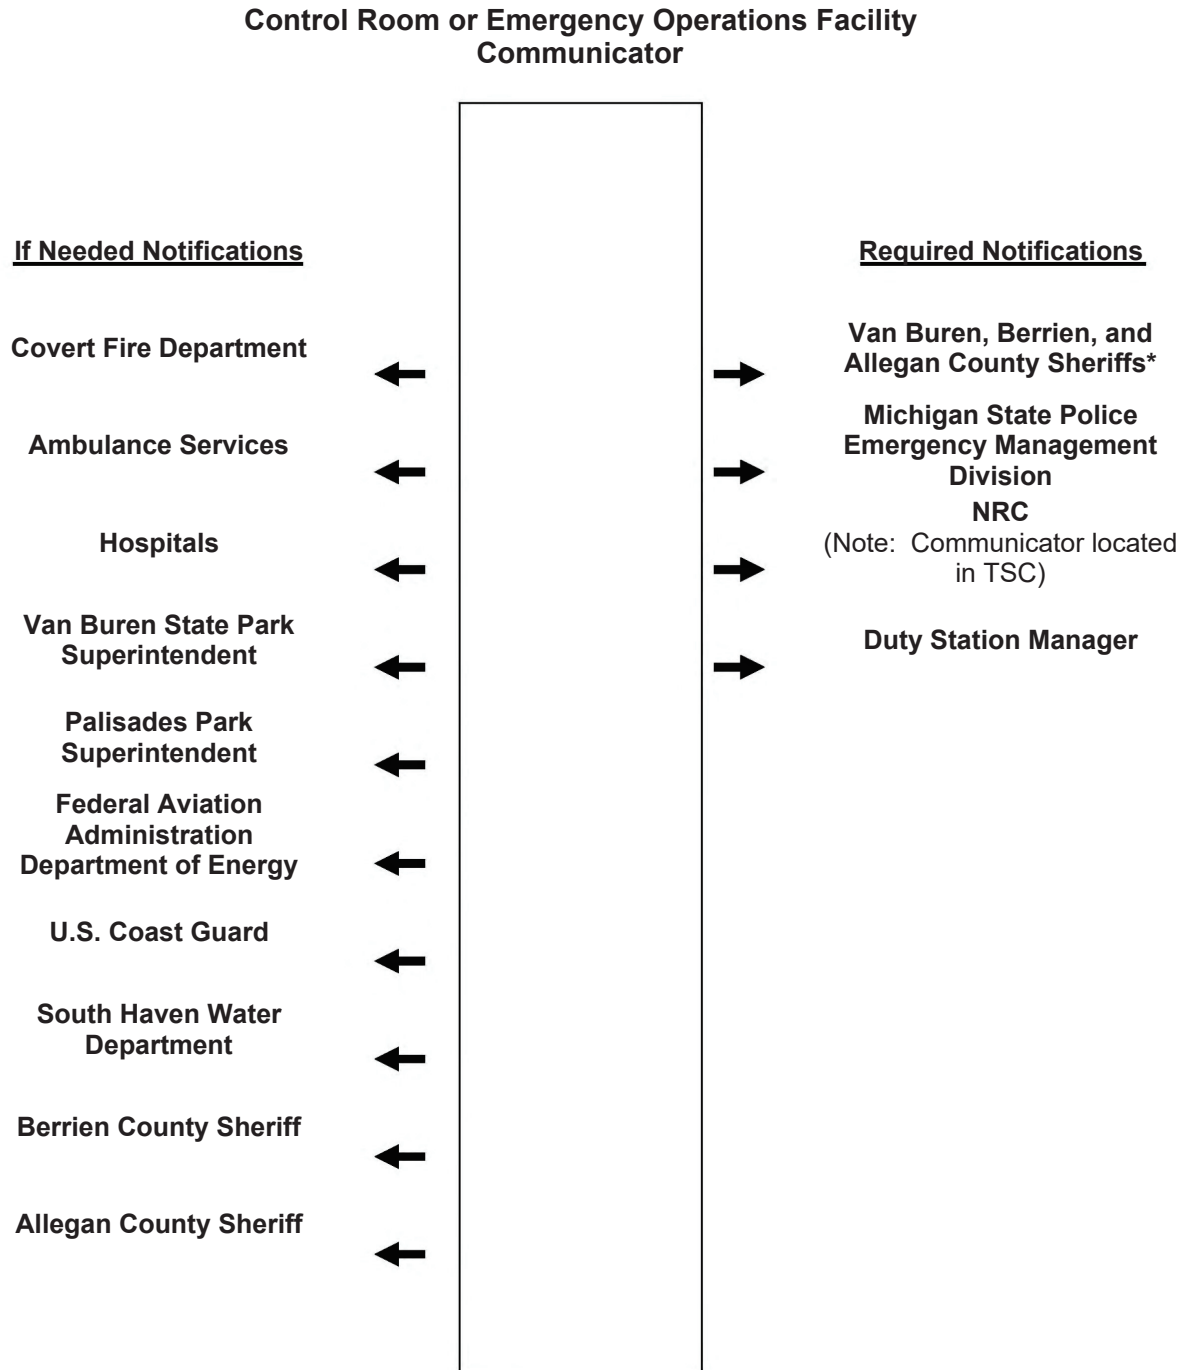 Control Room or Emergency Operations Facility
Communicator
If Needed Notifications
Covert Fire Department
Ambulance Services
Hospitals
Van Buren State Park
Superintendent
Palisades Park
Superintendent
Federal Aviation
Administration
Department of Energy
U.S. Coast Guard
South Haven Water
Department
Berrien County Sheriff
Allegan County Sheriff
Required Notifications
Van Buren, Berrien, and
Allegan County Sheriffs*
Michigan State Police
Emergency Management
Division
NRC
(Note:  Communicator located
in TSC)
Duty Station Manager